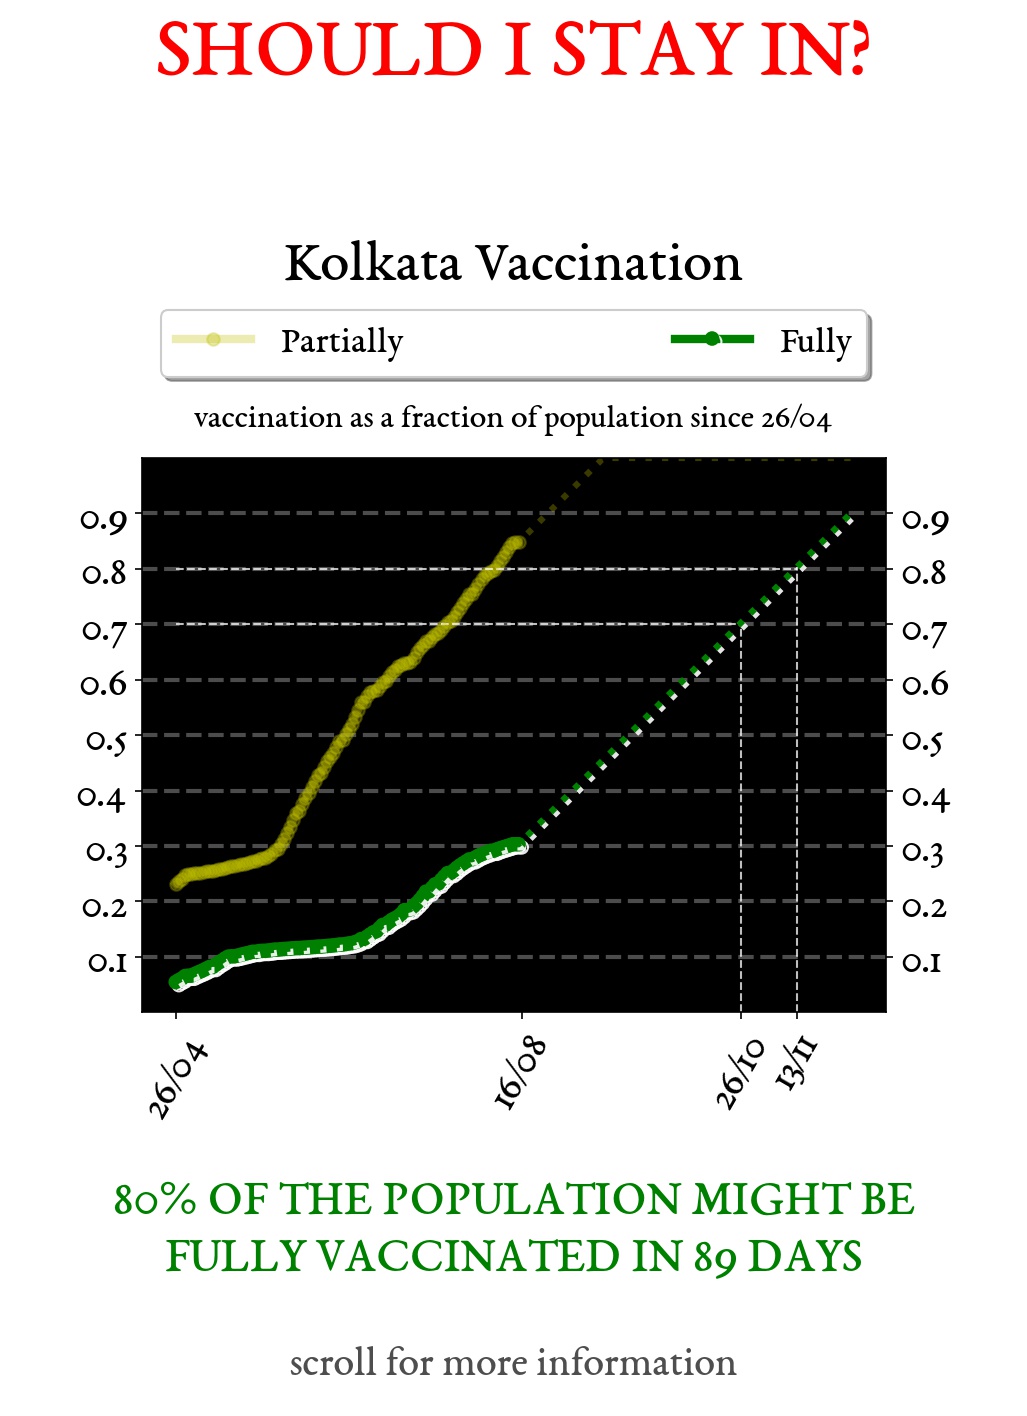 SHOULD I STAY IN?
Kolkata Vaccination
Partially Fully
vaccination as a fraction of population since 26/04
0.9 0.9
0.8 0.8
0.7 0.7
0.6 0.6
0.5 0.5
0.4 0.4
0.3 0.3
0.2 0.2
0.1 0.1
26/04 16/08 26/10 13/11
80% OF THE POPULATION MIGHT BE
FULLY VACCINATED IN 89 DAYS
scroll for more information